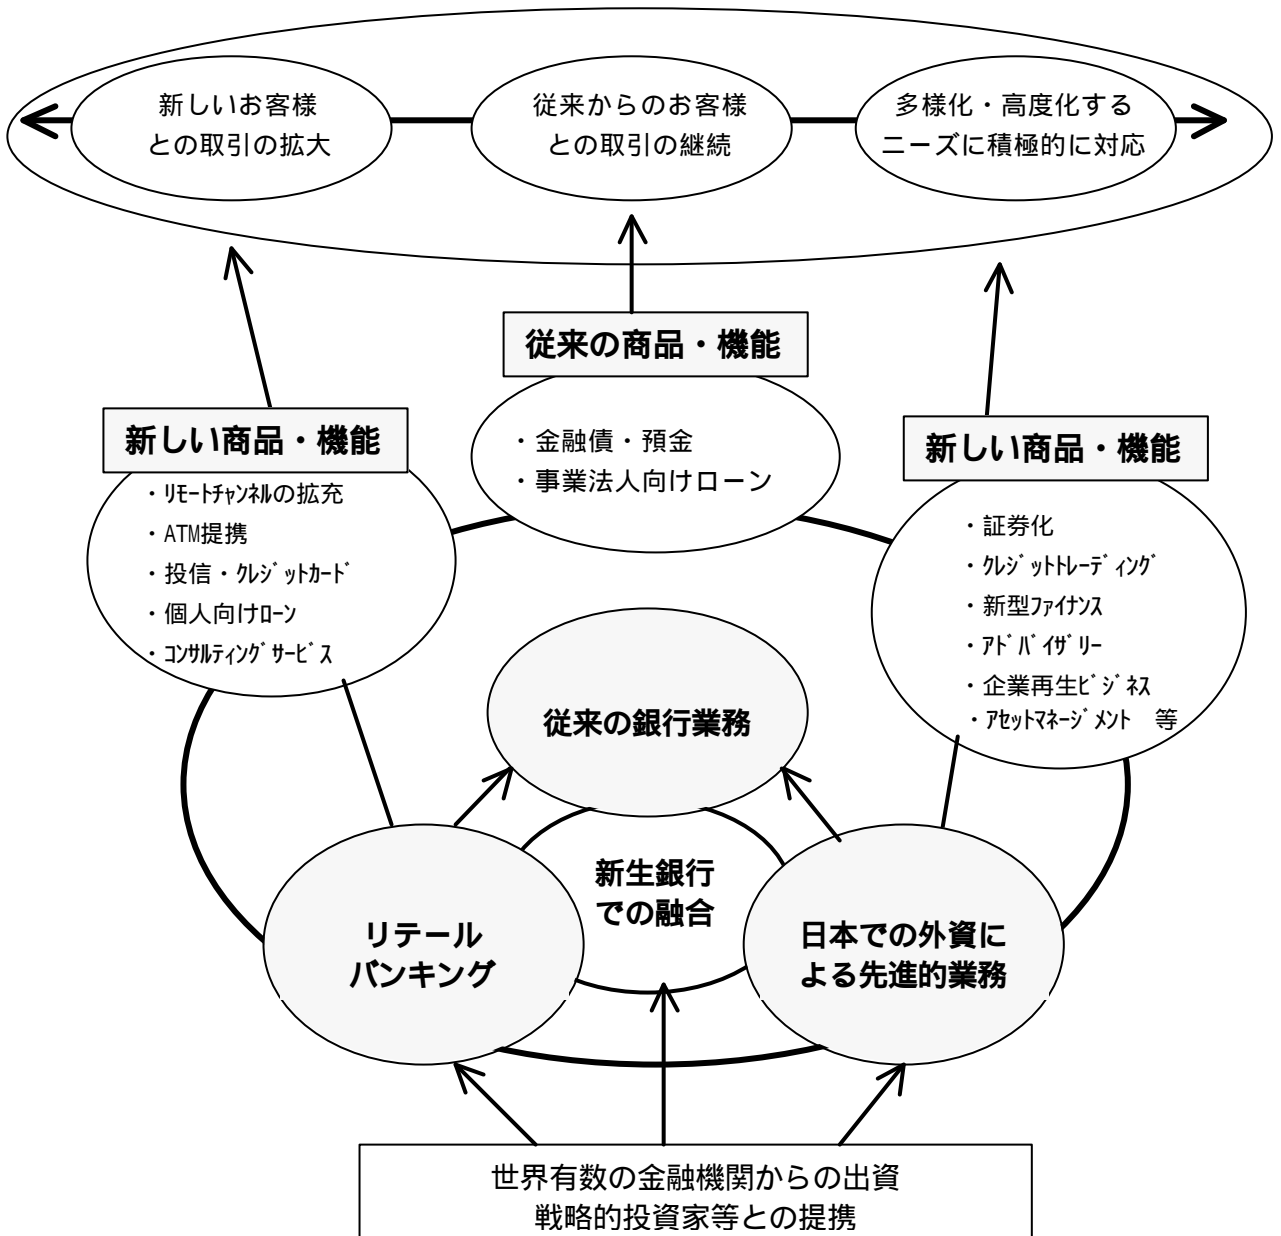 新しいお客様
との取引の拡大
従来からのお客様
との取引の継続
多様化・高度化する
ニーズに積極的に対応
従来の商品・機能
・金融債・預金
・事業法人向けローン
新しい商品・機能
・ﾘﾓｰﾄﾁｬﾝﾈﾙの拡充
・ATM提携
・投信・ｸﾚｼﾞｯﾄｶｰﾄﾞ
・個人向けﾛｰﾝ
・ｺﾝｻﾙﾃｨﾝｸﾞｻｰﾋﾞｽ
新しい商品・機能
・証券化
・ｸﾚｼﾞｯﾄﾄﾚｰﾃﾞｨﾝｸﾞ
・新型ﾌｧｲﾅﾝｽ
・ｱﾄﾞﾊﾞｲｻﾞﾘｰ
・企業再生ﾋﾞｼﾞﾈｽ
・ｱｾｯﾄﾏﾈｰｼﾞﾒﾝﾄ　等
従来の銀行業務
新生銀行
での融合
リテール
バンキング
日本での外資に
よる先進的業務
世界有数の金融機関からの出資
戦略的投資家等との提携